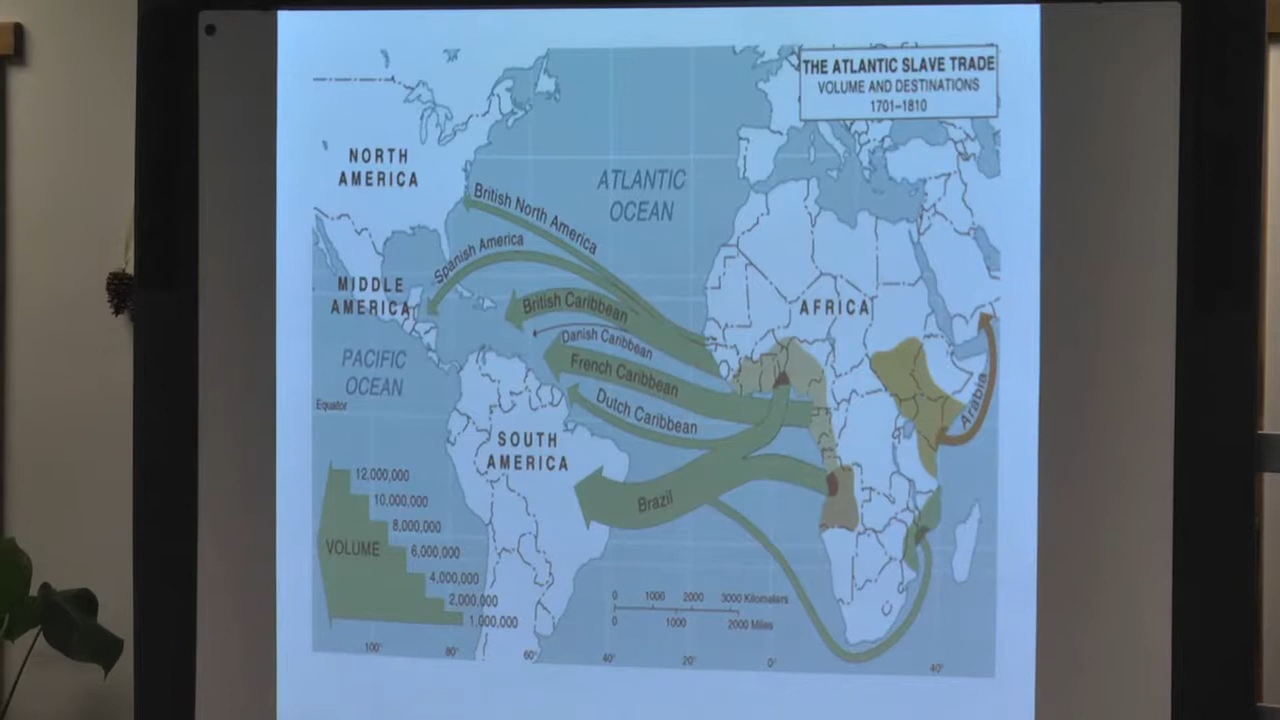 THE ATLANTIC SLAVE TRADE
VOLUME AND DESTINATIONS
1701–1810
NORTH
AMERICA
ATLANTIC
OCEAN
British North America
Spanish America
MIDDLE
AMERICA
British Caribbean
AFRICA
Danish Caribbean
PACIFIC
OCEAN
French Caribbean
Arabia
Equator
Dutch Caribbean
SOUTH
AMERICA
Brazil
12,000,000
10,000,000
8,000,000
VOLUME
6,000,000
4,000,000
2,000,000
1,000,000
0 1000 2000 3000 Kilometers
0 1000 2000 Miles
100° 80° 60° 40° 20° 0° 40°